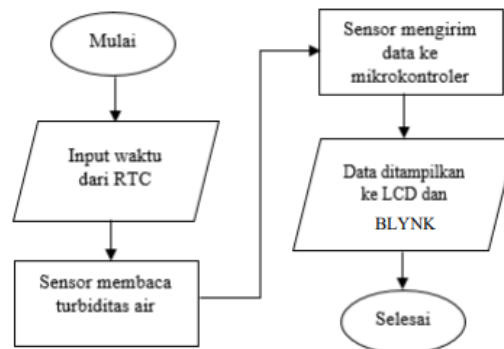 Mulai
Input waktu
dari RTC
Sensor membaca
turbiditas air
Sensor mengirim
data ke
mikrokontroler
Data ditampilkan
ke LCD dan
BLYNK
Selesai